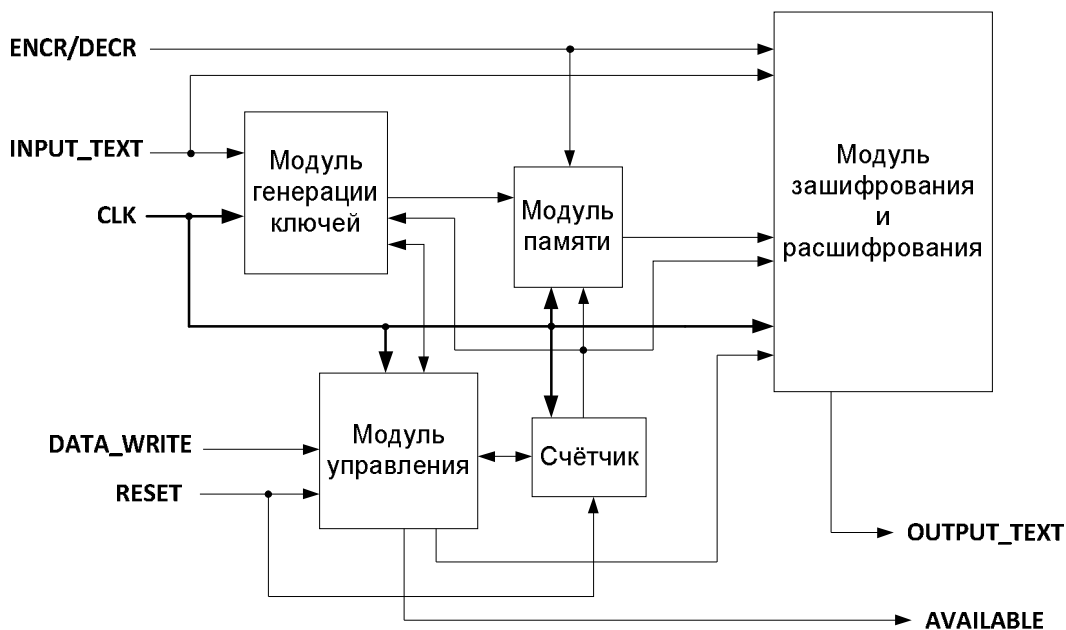 ENCR/DECR
INPUT_TEXT
CLK
Модуль
генерации
ключей
Модуль
памяти
Модуль
зашифрования
и
расшифрования
DATA_WRITE
RESET
Модуль
управления
Счётчик
OUTPUT_TEXT
AVAILABLE